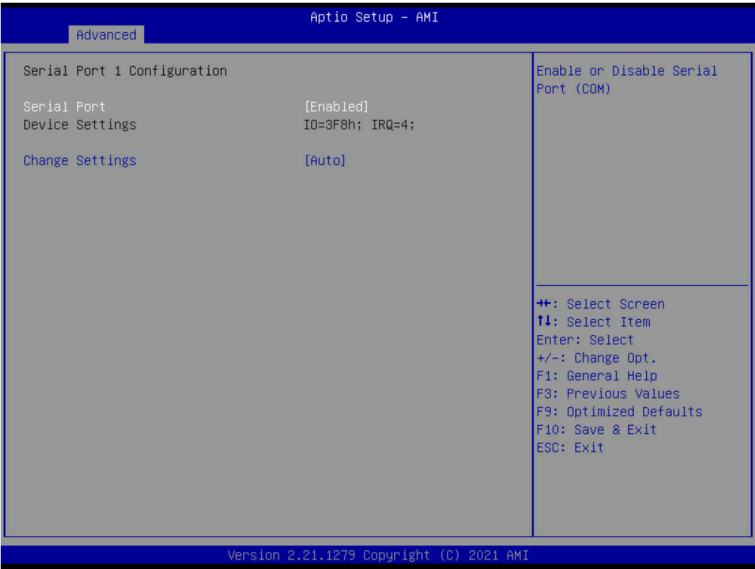 Aptio Setup – AMI
Advanced
Serial Port 1 Configuration
Serial Port [Enabled]
Device Settings IO=3F8h; IRQ=4;
Change Settings [Auto]
Enable or Disable Serial
Port (COM)
→←: Select Screen
↑↓: Select Item
Enter: Select
+/-: Change Opt.
F1: General Help
F3: Previous Values
F9: Optimized Defaults
F10: Save & Exit
ESC: Exit
Version 2.21.1279 Copyright (C) 2021 AMI